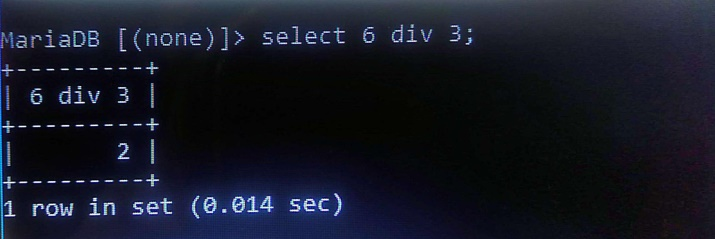 MariaDB [(none)]> select 6 div 3;
+---------+
| 6 div 3 |
+---------+
|       2 |
+---------+
1 row in set (0.014 sec)